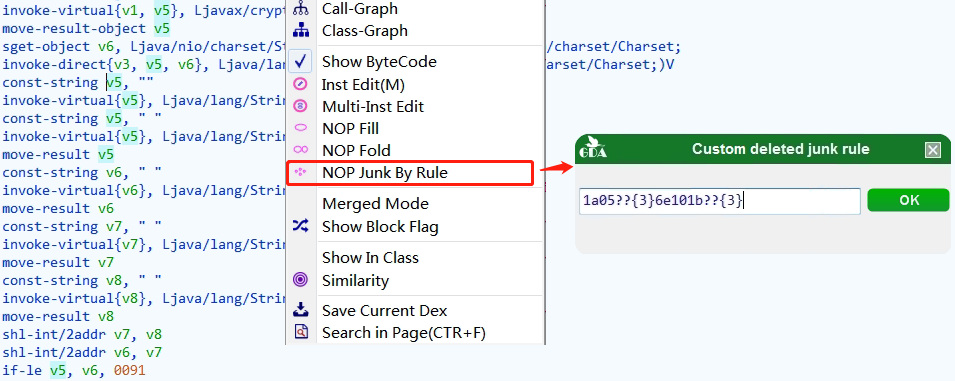 invoke-virtual{v1, v5}, Ljavax/cryp
move-result-object v5
sget-object v6, Ljava/nio/charset/St
/charset/Charset;
invoke-direct{v3, v5, v6}, Ljava/lan
arset/Charset;)V
const-string v5, ""
invoke-virtual{v5}, Ljava/lang/Strin
const-string v5, " "
invoke-virtual{v5}, Ljava/lang/Strin
move-result v5
const-string v6, " "
invoke-virtual{v6}, Ljava/lang/Strin
move-result v6
const-string v7, " "
invoke-virtual{v7}, Ljava/lang/Strin
move-result v7
const-string v8, " "
invoke-virtual{v8}, Ljava/lang/Strin
move-result v8
shl-int/2addr v7, v8
shl-int/2addr v6, v7
if-le v5, v6, 0091
Call-Graph
Class-Graph
Show ByteCode
Inst Edit(M)
Multi-Inst Edit
NOP Fill
NOP Fold
NOP Junk By Rule
Merged Mode
Show Block Flag
Show In Class
Similarity
Save Current Dex
Search in Page(CTR+F)
GDA
Custom deleted junk rule
1a05??{3}6e101b??{3}
OK